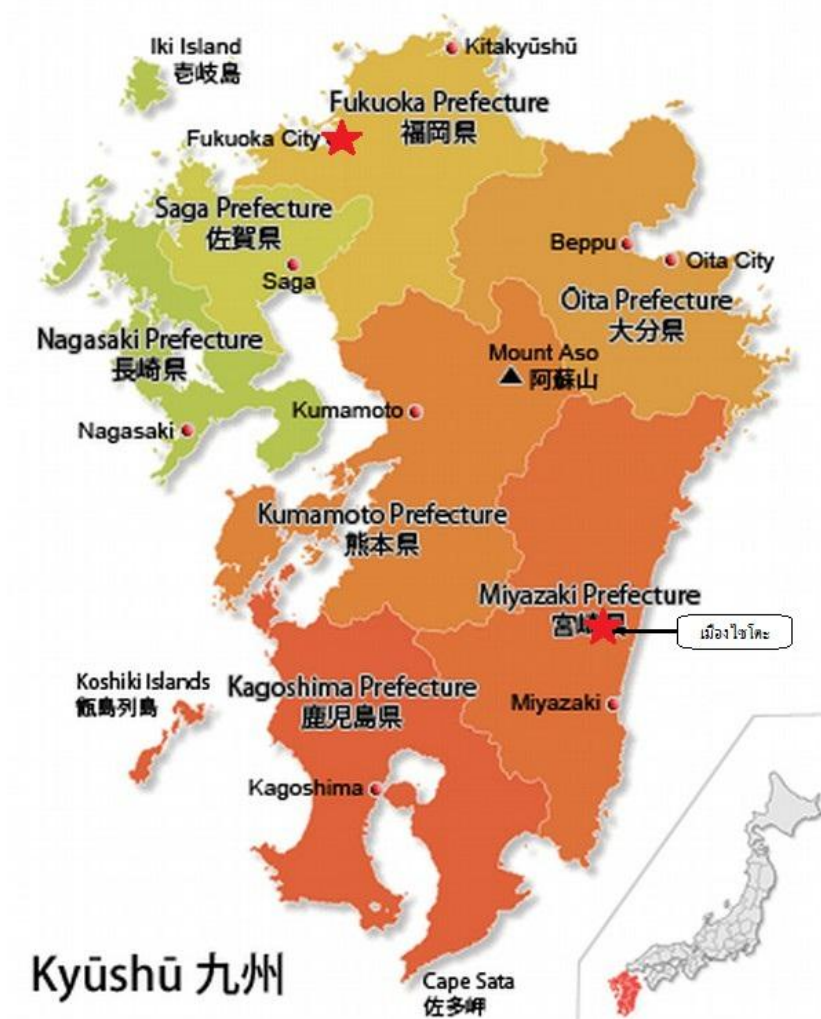 Iki Island
壱岐島
Kitakyūshū
Fukuoka Prefecture
福岡県
Fukuoka City
Saga Prefecture
佐賀県
Saga
Beppu
Oita City
Ōita Prefecture
大分県
Nagasaki Prefecture
長崎県
Mount Aso
阿蘇山
Kumamoto
Nagasaki
Kumamoto Prefecture
熊本県
Miyazaki Prefecture
宮崎県
เมืองไซโตะ
Koshiki Islands
甑島列島
Kagoshima Prefecture
鹿児島県
Miyazaki
Kagoshima
Kyūshū 九州
Cape Sata
佐多岬